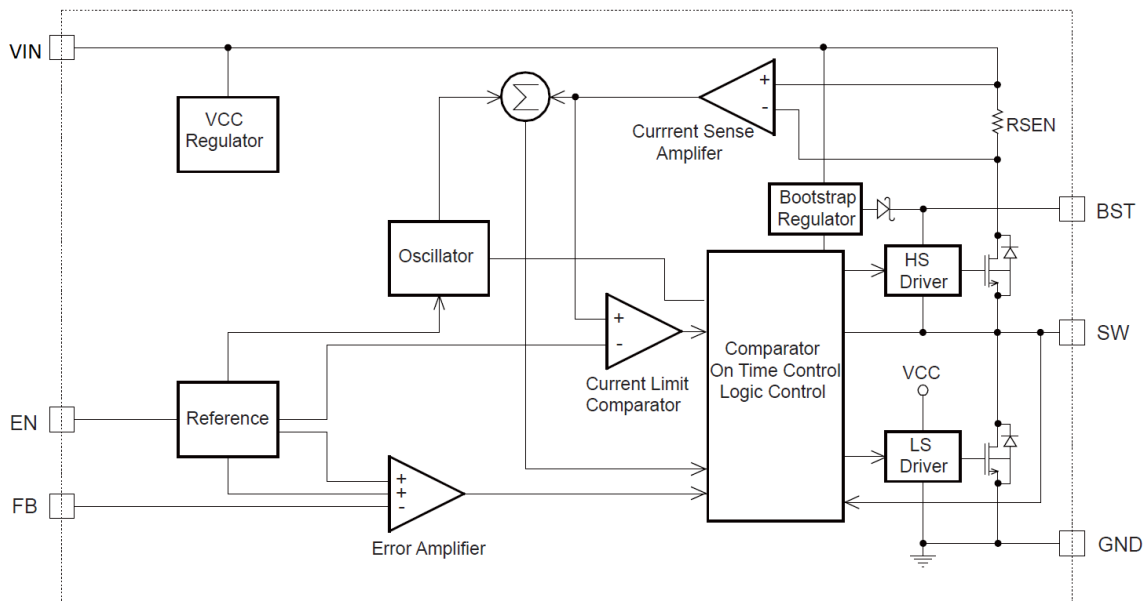 VIN
VCC
Regulator
Σ
+
-
Currrent Sense
Amplifer
RSEN
Bootstrap
Regulator
BST
Oscillator
HS
Driver
+
-
Current Limit
Comparator
Comparator
On Time Control
Logic Control
SW
VCC
EN
Reference
LS
Driver
FB
+
+
-
Error Amplifier
GND